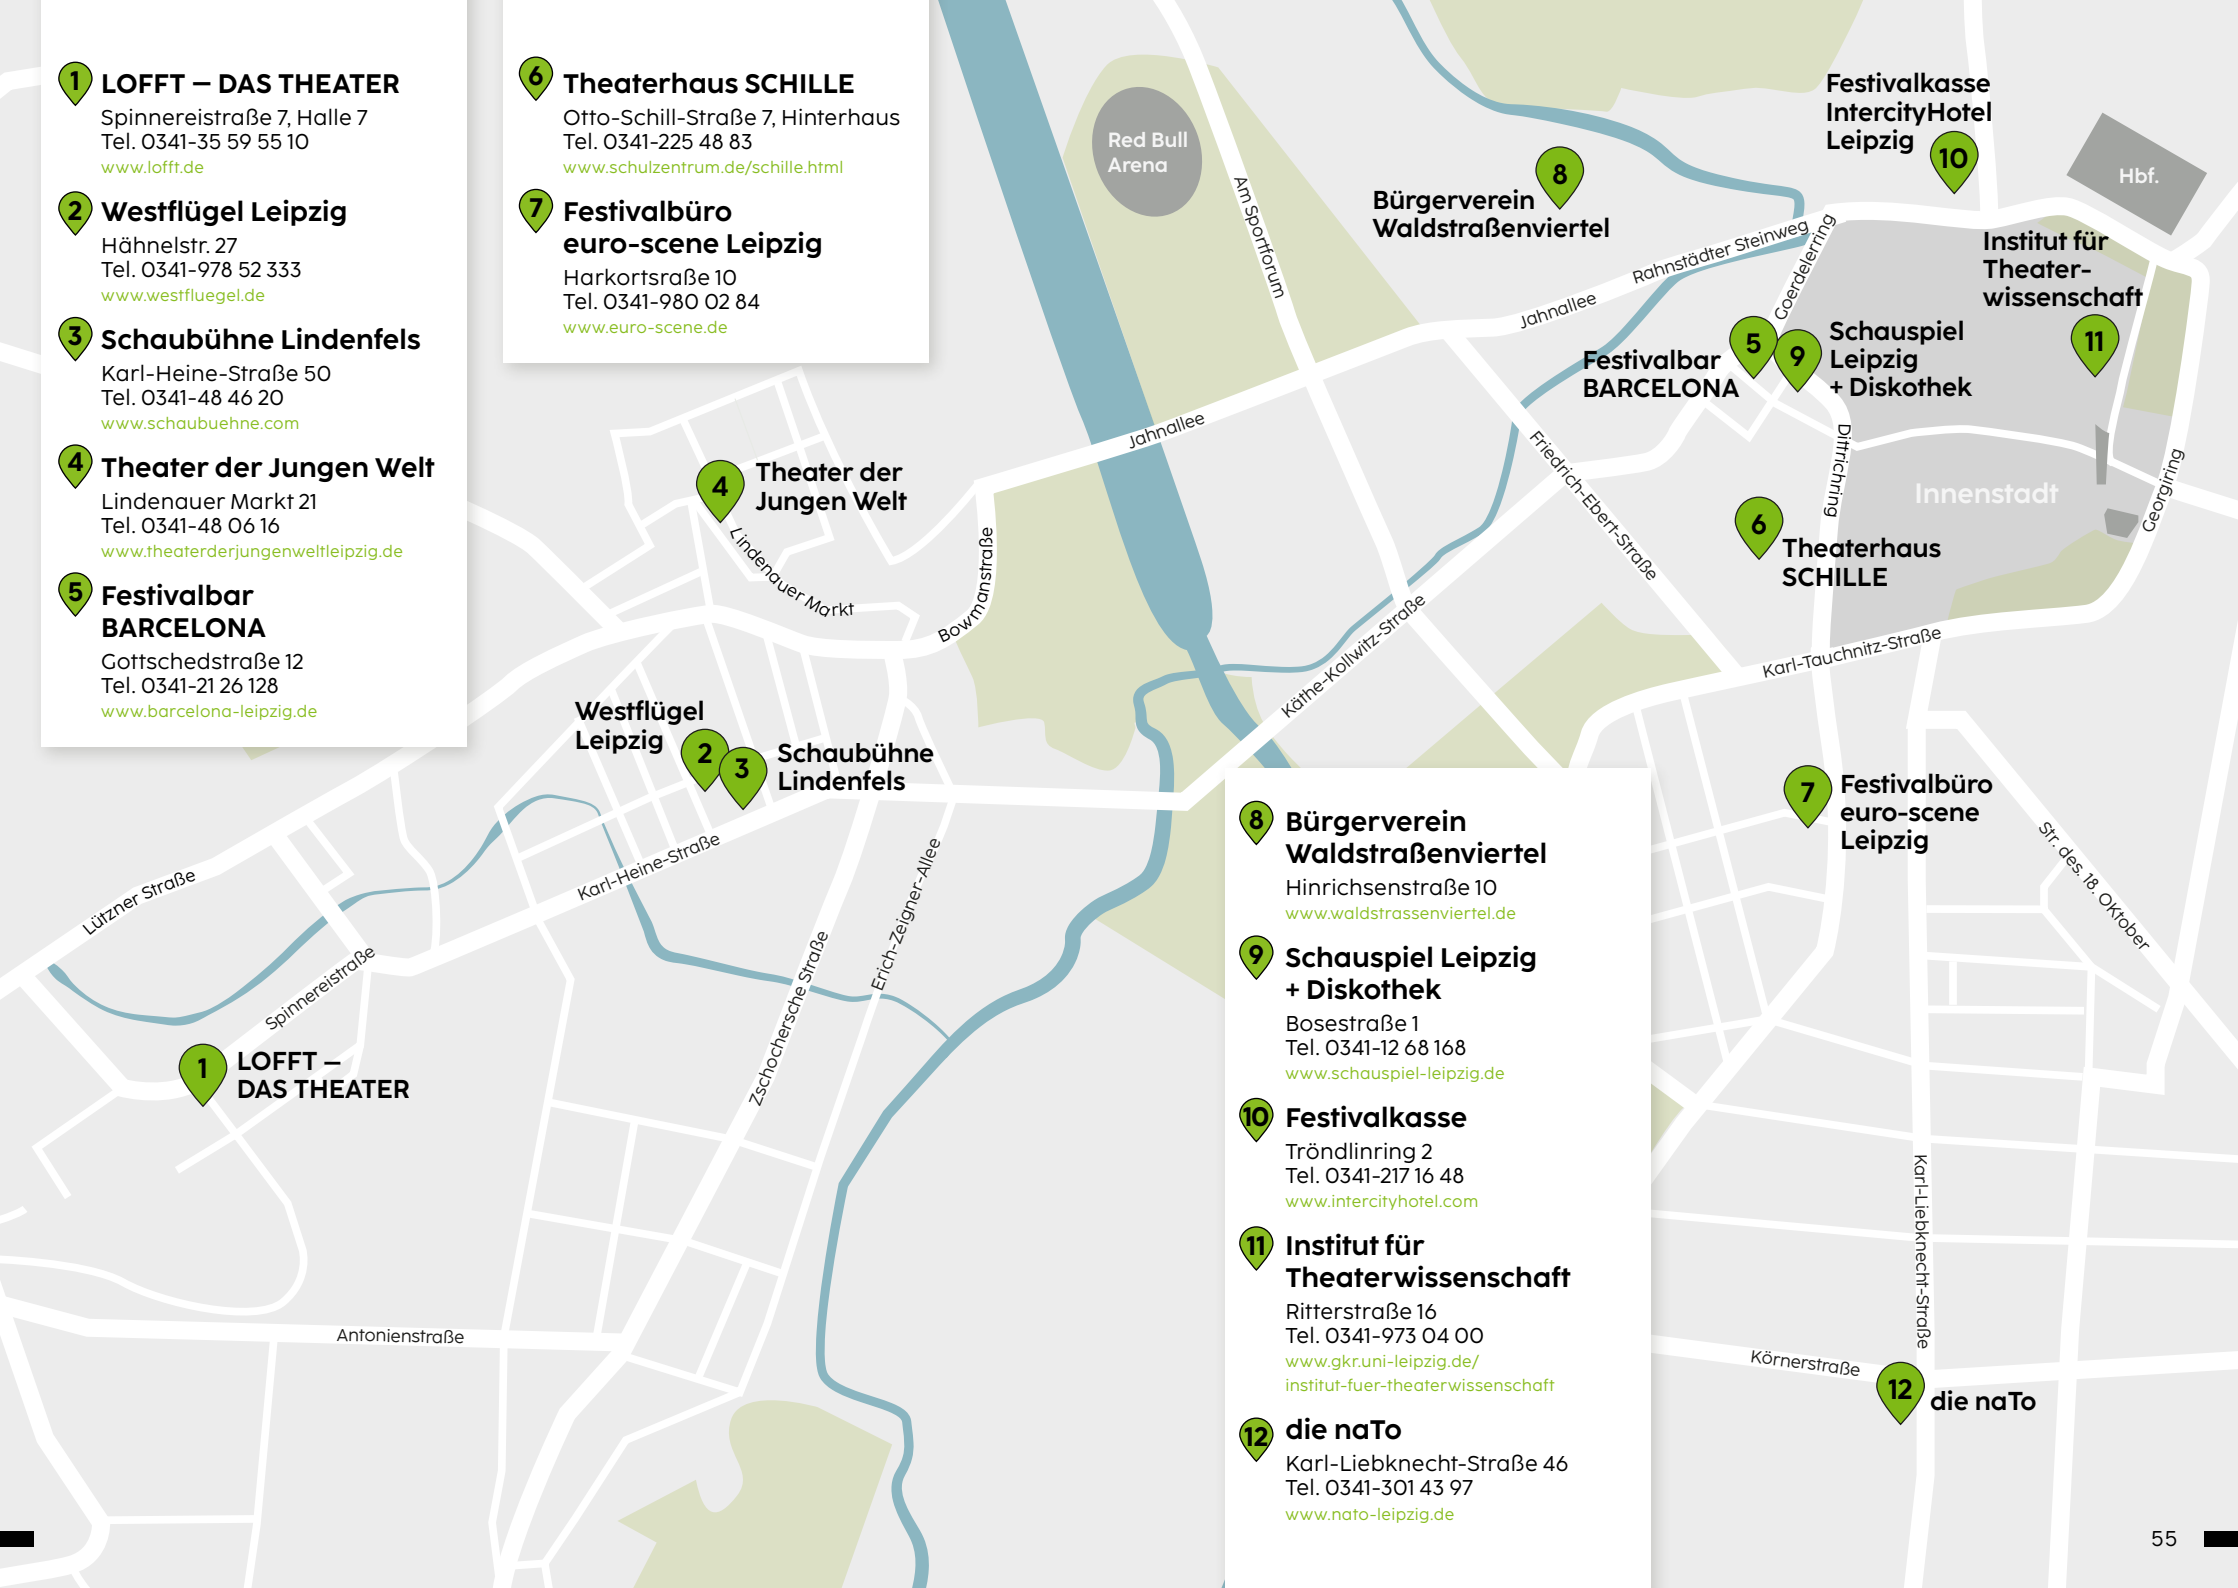 1 LOFFT – DAS THEATER
Spinnereistraße 7, Halle 7
Tel. 0341-35 59 55 10
www.lofft.de
2 Westflügel Leipzig
Hähnelstr. 27
Tel. 0341-978 52 333
www.westfluegel.de
3 Schaubühne Lindenfels
Karl-Heine-Straße 50
Tel. 0341-48 46 20
www.schaubuehne.com
4 Theater der Jungen Welt
Lindenauer Markt 21
Tel. 0341-48 06 16
www.theaterderjungenweltleipzig.de
5 Festivalbar
BARCELONA
Gottschedstraße 12
Tel. 0341-21 26 128
www.barcelona-leipzig.de
6 Theaterhaus SCHILLE
Otto-Schill-Straße 7, Hinterhaus
Tel. 0341-225 48 83
www.schulzentrum.de/schille.html
7 Festivalbüro
euro-scene Leipzig
Harkortsraße 10
Tel. 0341-980 02 84
www.euro-scene.de
8 Bürgerverein
Waldstraßenviertel
Hinrichsenstraße 10
www.waldstrassenviertel.de
9 Schauspiel Leipzig
+ Diskothek
Bosestraße 1
Tel. 0341-12 68 168
www.schauspiel-leipzig.de
10 Festivalkasse
Tröndlinring 2
Tel. 0341-217 16 48
www.intercityhotel.com
11 Institut für
Theaterwissenschaft
Ritterstraße 16
Tel. 0341-973 04 00
www.gkr.uni-leipzig.de/
institut-fuer-theaterwissenschaft
12 die naTo
Karl-Liebknecht-Straße 46
Tel. 0341-301 43 97
www.nato-leipzig.de
Red Bull
Arena
Am Sportforum
8
Bürgerverein
Waldstraßenviertel
Festivalkasse
IntercityHotel
Leipzig
10
Hbf.
Rahnstädter Steinweg
Goerdelerring
Jahnallee
Institut für
Theater-
wissenschaft
11
Festivalbar
BARCELONA
5
9
Schauspiel
Leipzig
+ Diskothek
Jahnallee
Friedrich-Ebert-Straße
Dittrichring
Innenstadt
Georgiring
6
Theaterhaus
SCHILLE
4
Theater der
Jungen Welt
Lindenauer Markt
Bowmanstraße
Käthe-Kollwitz-Straße
Karl-Tauchnitz-Straße
Westflügel
Leipzig
2
3
Schaubühne
Lindenfels
7
Festivalbüro
euro-scene
Leipzig
Str. des. 18. OKtober
Karl-Heine-Straße
Lützner Straße
Spinnereistraße
Zschochersche Straße
Erich-Zeigner-Allee
1
LOFFT –
DAS THEATER
Antonienstraße
Karl-Liebknecht-Straße
Körnerstraße
12
die naTo
55